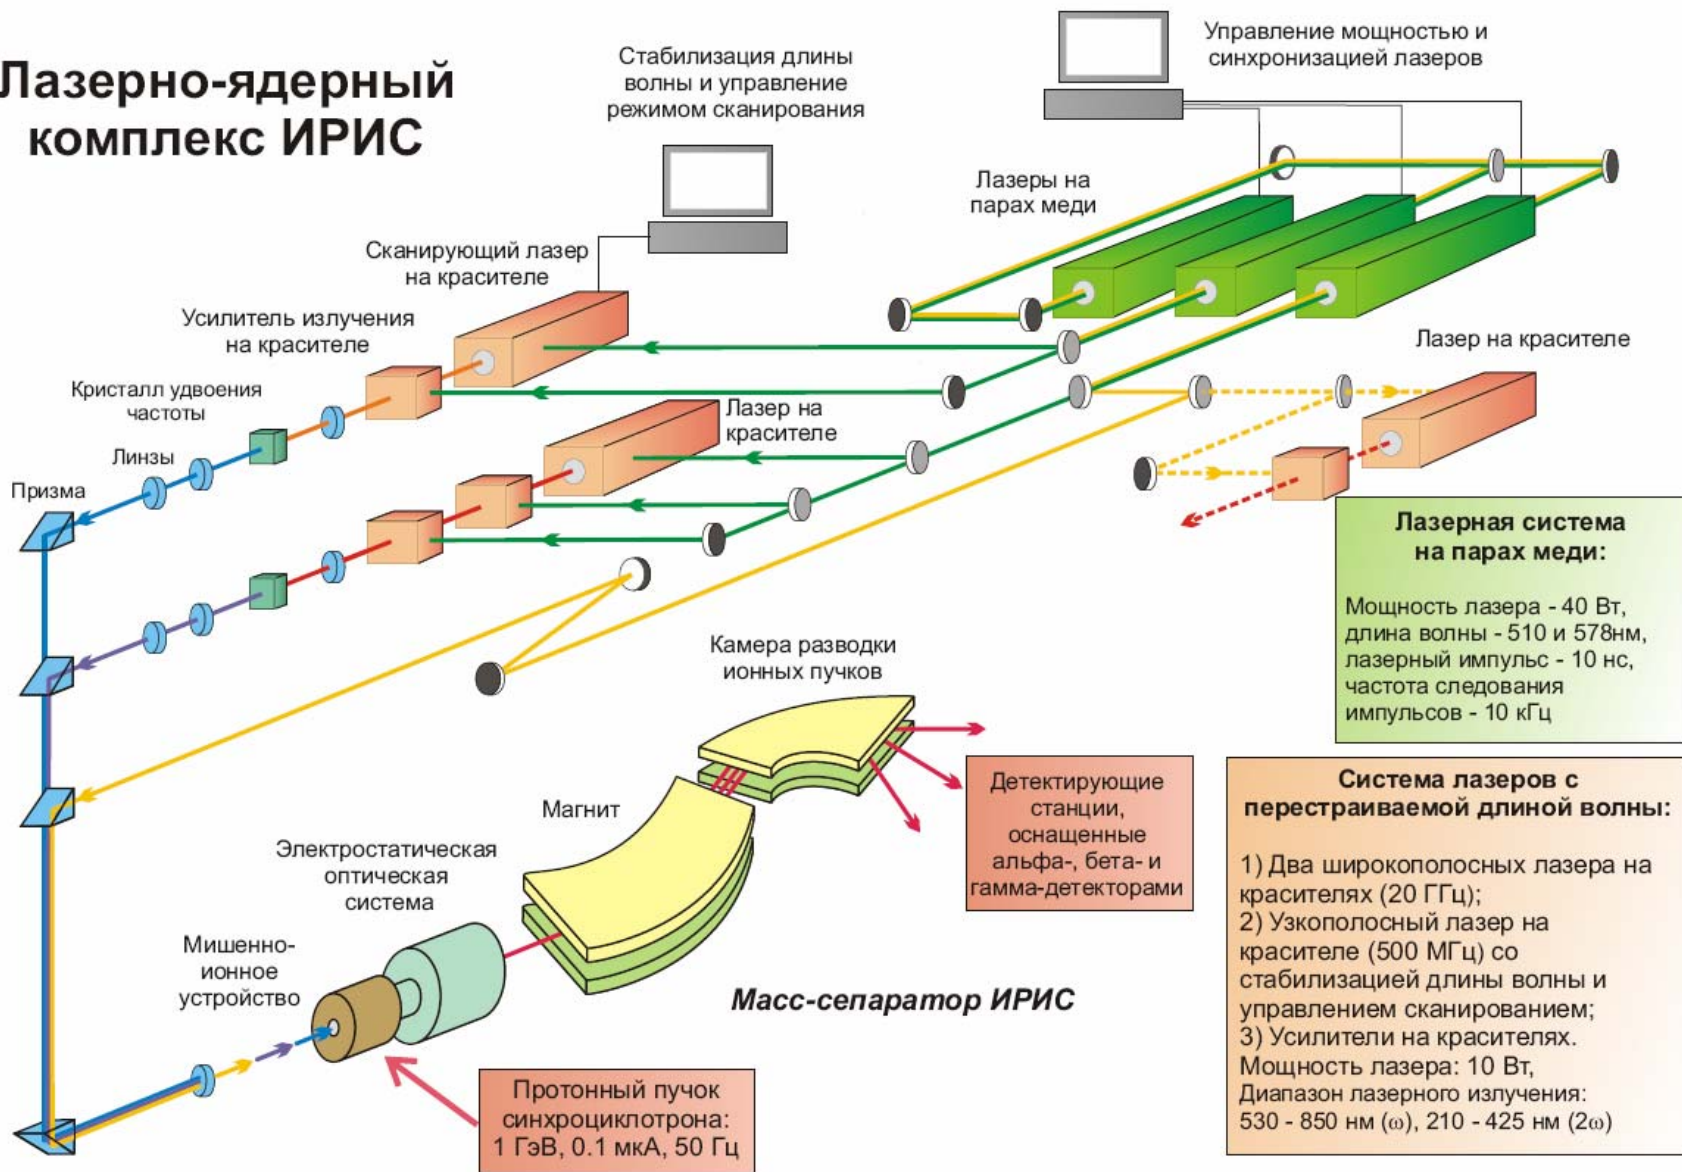 Лазерно-ядерный
комплекс ИРИС
Стабилизация длины
волны и управление
режимом сканирования
Управление мощностью и
синхронизацией лазеров
Лазеры на
парах меди
Сканирующий лазер
на красителе
Усилитель излучения
на красителе
Кристалл удвоения
частоты
Линзы
Призма
Лазер на
красителе
Лазер на красителе
Лазерная система
на парах меди:
Мощность лазера - 40 Вт,
длина волны - 510 и 578нм,
лазерный импульс - 10 нс,
частота следования
импульсов - 10 кГц
Камера разводки
ионных пучков
Магнит
Электростатическая
оптическая
система
Мишенно-
ионное
устройство
Детектирующие
станции,
оснащенные
альфа-, бета- и
гамма-детекторами
Масс-сепаратор ИРИС
Протонный пучок
синхроциклотрона:
1 ГэВ, 0.1 мкА, 50 Гц
Система лазеров с
перестраиваемой длиной волны:
1) Два широкополосных лазера на
красителях (20 ГГц);
2) Узкополосный лазер на
красителе (500 МГц) со
стабилизацией длины волны и
управлением сканированием;
3) Усилители на красителях.
Мощность лазера: 10 Вт,
Диапазон лазерного излучения:
530 - 850 нм (ω), 210 - 425 нм (2ω)